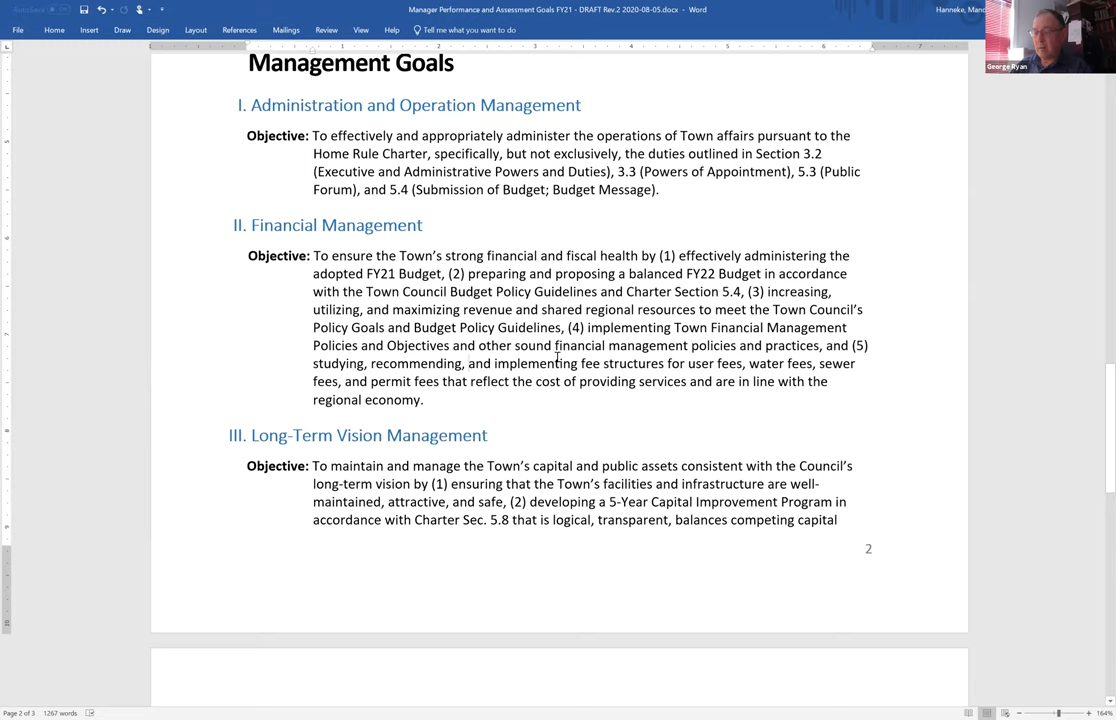 AutoSave
Manager Performance and Assessment Goals FY21 - DRAFT Rev.2 2020-08-05.docx - Word
Hanneke,
File Home Insert Draw Design Layout References Mailings Review View Help Tell me what you want to do
George Ryan
Management Goals
I. Administration and Operation Management
Objective: To effectively and appropriately administer the operations of Town affairs pursuant to the
Home Rule Charter, specifically, but not exclusively, the duties outlined in Section 3.2
(Executive and Administrative Powers and Duties), 3.3 (Powers of Appointment), 5.3 (Public
Forum), and 5.4 (Submission of Budget; Budget Message).
II. Financial Management
Objective: To ensure the Town's strong financial and fiscal health by (1) effectively administering the
adopted FY21 Budget, (2) preparing and proposing a balanced FY22 Budget in accordance
with the Town Council Budget Policy Guidelines and Charter Section 5.4, (3) increasing,
utilizing, and maximizing revenue and shared regional resources to meet the Town Council's
Policy Goals and Budget Policy Guidelines, (4) implementing Town Financial Management
Policies and Objectives and other sound financial management policies and practices, and (5)
studying, recommending, and implementing fee structures for user fees, water fees, sewer
fees, and permit fees that reflect the cost of providing services and are in line with the
regional economy.
III. Long-Term Vision Management
Objective: To maintain and manage the Town's capital and public assets consistent with the Council's
long-term vision by (1) ensuring that the Town's facilities and infrastructure are well-
maintained, attractive, and safe, (2) developing a 5-Year Capital Improvement Program in
accordance with Charter Sec. 5.8 that is logical, transparent, balances competing capital
2
Page 2 of 3 1267 words
164%